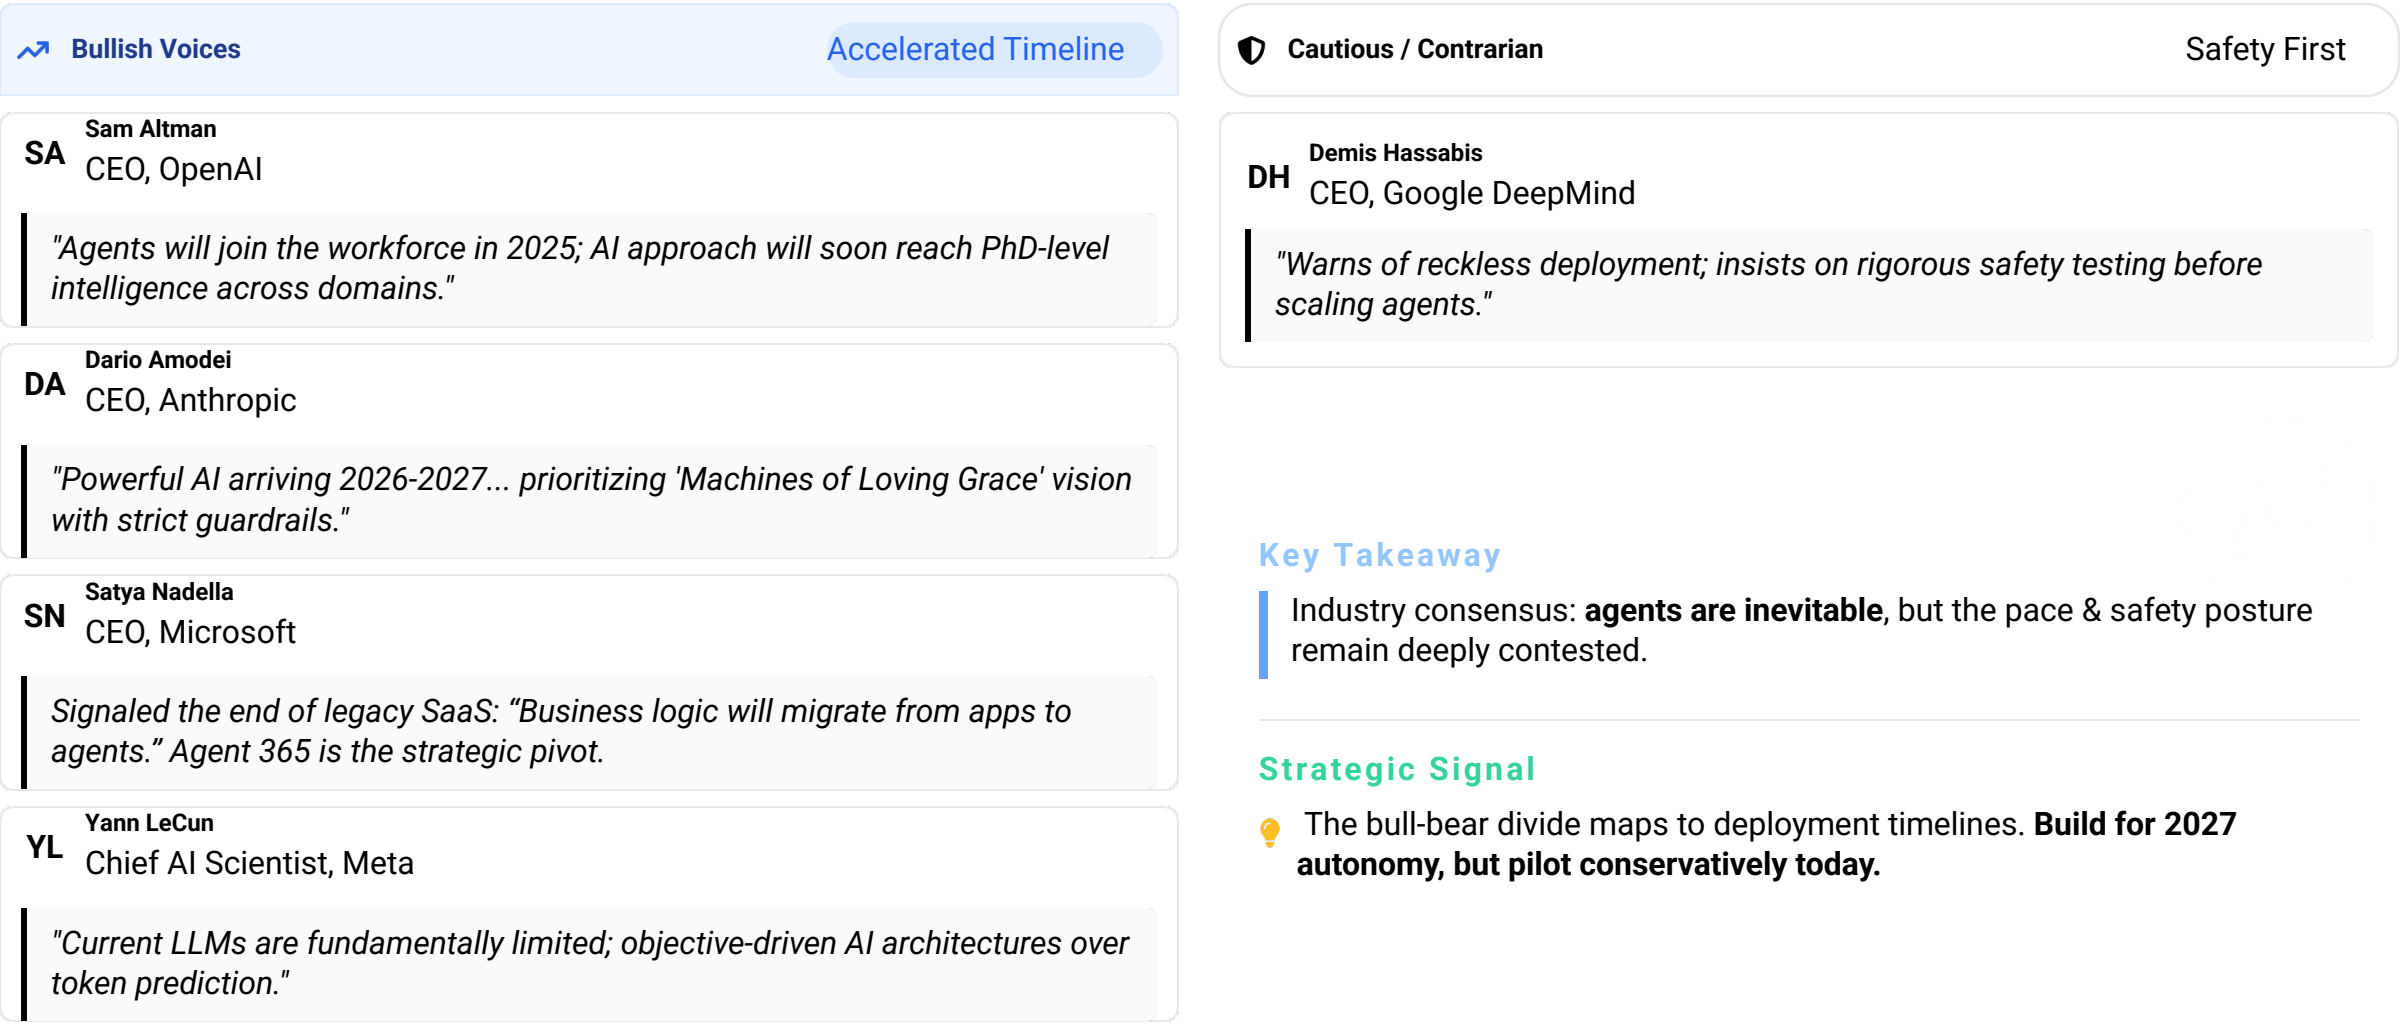 Bullish Voices
Accelerated Timeline
SA
Sam Altman
CEO, OpenAI
"Agents will join the workforce in 2025; AI approach will soon reach PhD-level
intelligence across domains."
DA
Dario Amodei
CEO, Anthropic
"Powerful AI arriving 2026-2027... prioritizing 'Machines of Loving Grace' vision
with strict guardrails."
SN
Satya Nadella
CEO, Microsoft
Signaled the end of legacy SaaS: “Business logic will migrate from apps to
agents.” Agent 365 is the strategic pivot.
YL
Yann LeCun
Chief AI Scientist, Meta
"Current LLMs are fundamentally limited; objective-driven AI architectures over
token prediction."
Cautious / Contrarian
Safety First
DH
Demis Hassabis
CEO, Google DeepMind
"Warns of reckless deployment; insists on rigorous safety testing before
scaling agents."
Key Takeaway
Industry consensus: agents are inevitable, but the pace & safety posture
remain deeply contested.
Strategic Signal
The bull-bear divide maps to deployment timelines. Build for 2027
autonomy, but pilot conservatively today.